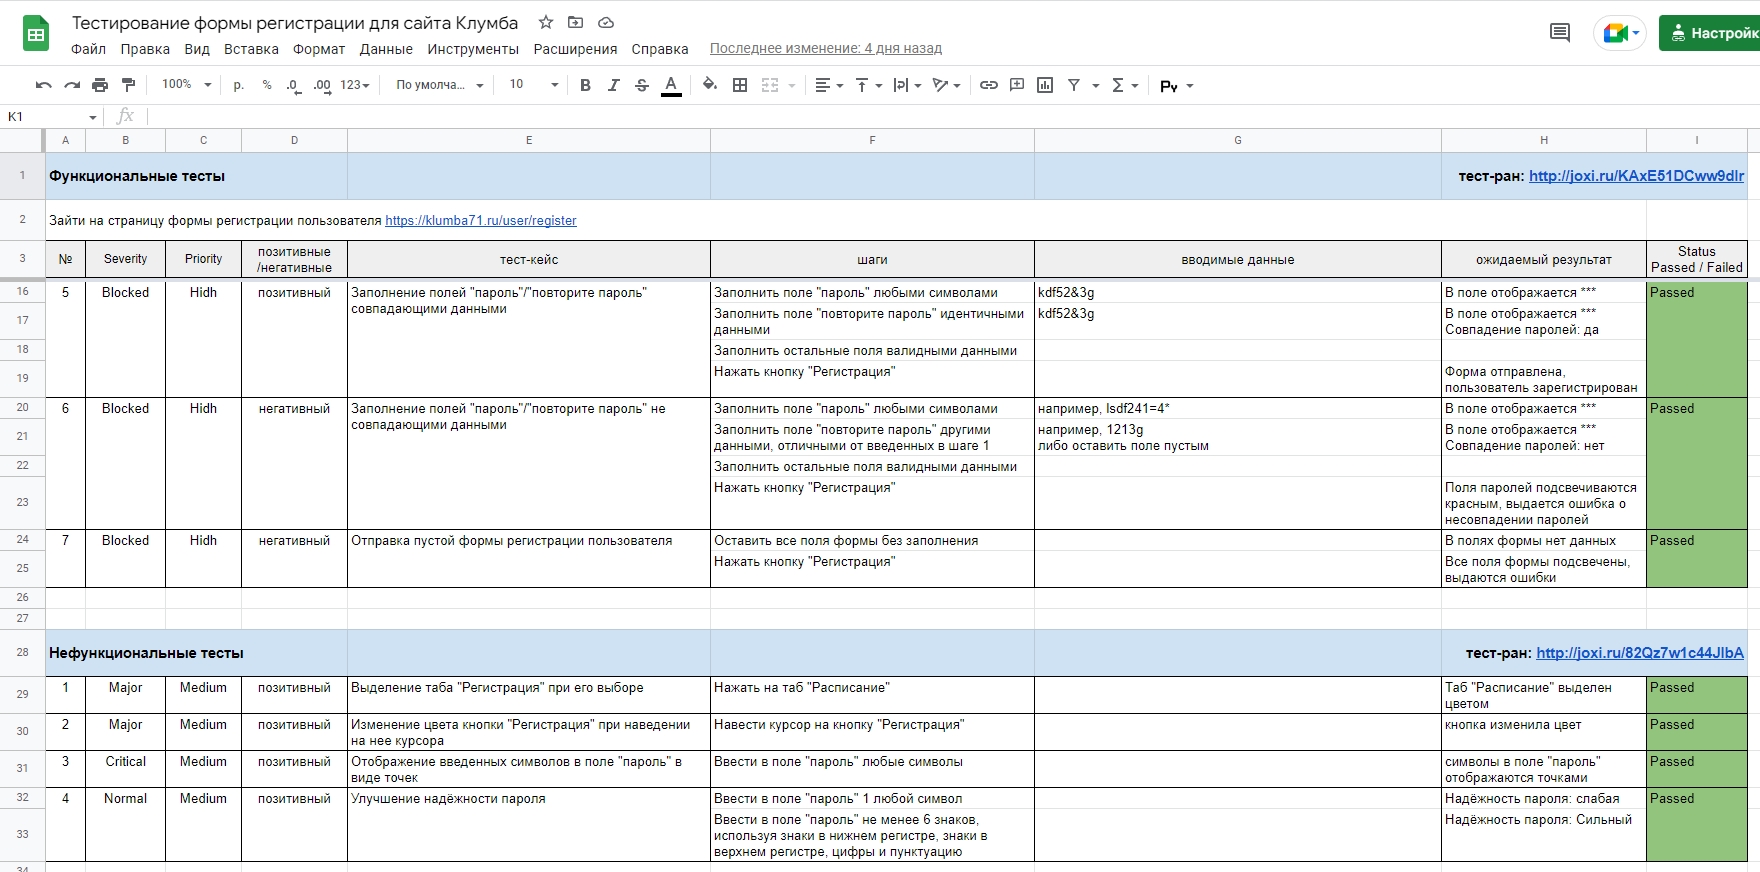 Тестирование формы регистрации для сайта Клумба
Файл Правка Вид Вставка Формат Данные Инструменты Расширения Справка Последнее изменение: 4 дня назад
Настройк
100% р. % .0 .00 123 По умолча... 10 B I S A Σ Py
K1 fx
A B C D E F G H I
1 Функциональные тесты тест-ран: http://joxi.ru/KAxE51DCww9dlr
2 Зайти на страницу формы регистрации пользователя https://klumba71.ru/user/register
3 № Severity Priority позитивные /негативные тест-кейс шаги вводимые данные ожидаемый результат Status Passed / Failed
16 5 Blocked Hidh позитивный Заполнение полей "пароль"/"повторите пароль" совпадающими данными Заполнить поле "пароль" любыми символами kdf52&3g В поле отображается *** Passed
17 Заполнить поле "повторите пароль" идентичными данными kdf52&3g В поле отображается *** Совпадение паролей: да
18 Заполнить остальные поля валидными данными
19 Нажать кнопку "Регистрация" Форма отправлена, пользователь зарегистрирован
20 6 Blocked Hidh негативный Заполнение полей "пароль"/"повторите пароль" не совпадающими данными Заполнить поле "пароль" любыми символами например, lsdf241=4* В поле отображается *** Passed
21 Заполнить поле "повторите пароль" другими данными, отличными от введенных в шаге 1 например, 1213g либо оставить поле пустым В поле отображается *** Совпадение паролей: нет
22 Заполнить остальные поля валидными данными
23 Нажать кнопку "Регистрация" Поля паролей подсвечиваются красным, выдается ошибка о несовпадении паролей
24 7 Blocked Hidh негативный Отправка пустой формы регистрации пользователя Оставить все поля формы без заполнения В полях формы нет данных Passed
25 Нажать кнопку "Регистрация" Все поля формы подсвечены, выдаются ошибки
26
27
28 Нефункциональные тесты тест-ран: http://joxi.ru/82Qz7w1c44JlbA
29 1 Major Medium позитивный Выделение таба "Регистрация" при его выборе Нажать на таб "Расписание" Таб "Расписание" выделен цветом Passed
30 2 Major Medium позитивный Изменение цвета кнопки "Регистрация" при наведении на нее курсора Навести курсор на кнопку "Регистрация" кнопка изменила цвет Passed
31 3 Critical Medium позитивный Отображение введенных символов в поле "пароль" в виде точек Ввести в поле "пароль" любые символы символы в поле "пароль" отображаются точками Passed
32 4 Normal Medium позитивный Улучшение надёжности пароля Ввести в поле "пароль" 1 любой символ Надёжность пароля: слабая Passed
33 Ввести в поле "пароль" не менее 6 знаков, используя знаки в нижнем регистре, знаки в верхнем регистре, цифры и пунктуацию Надёжность пароля: Сильный
34